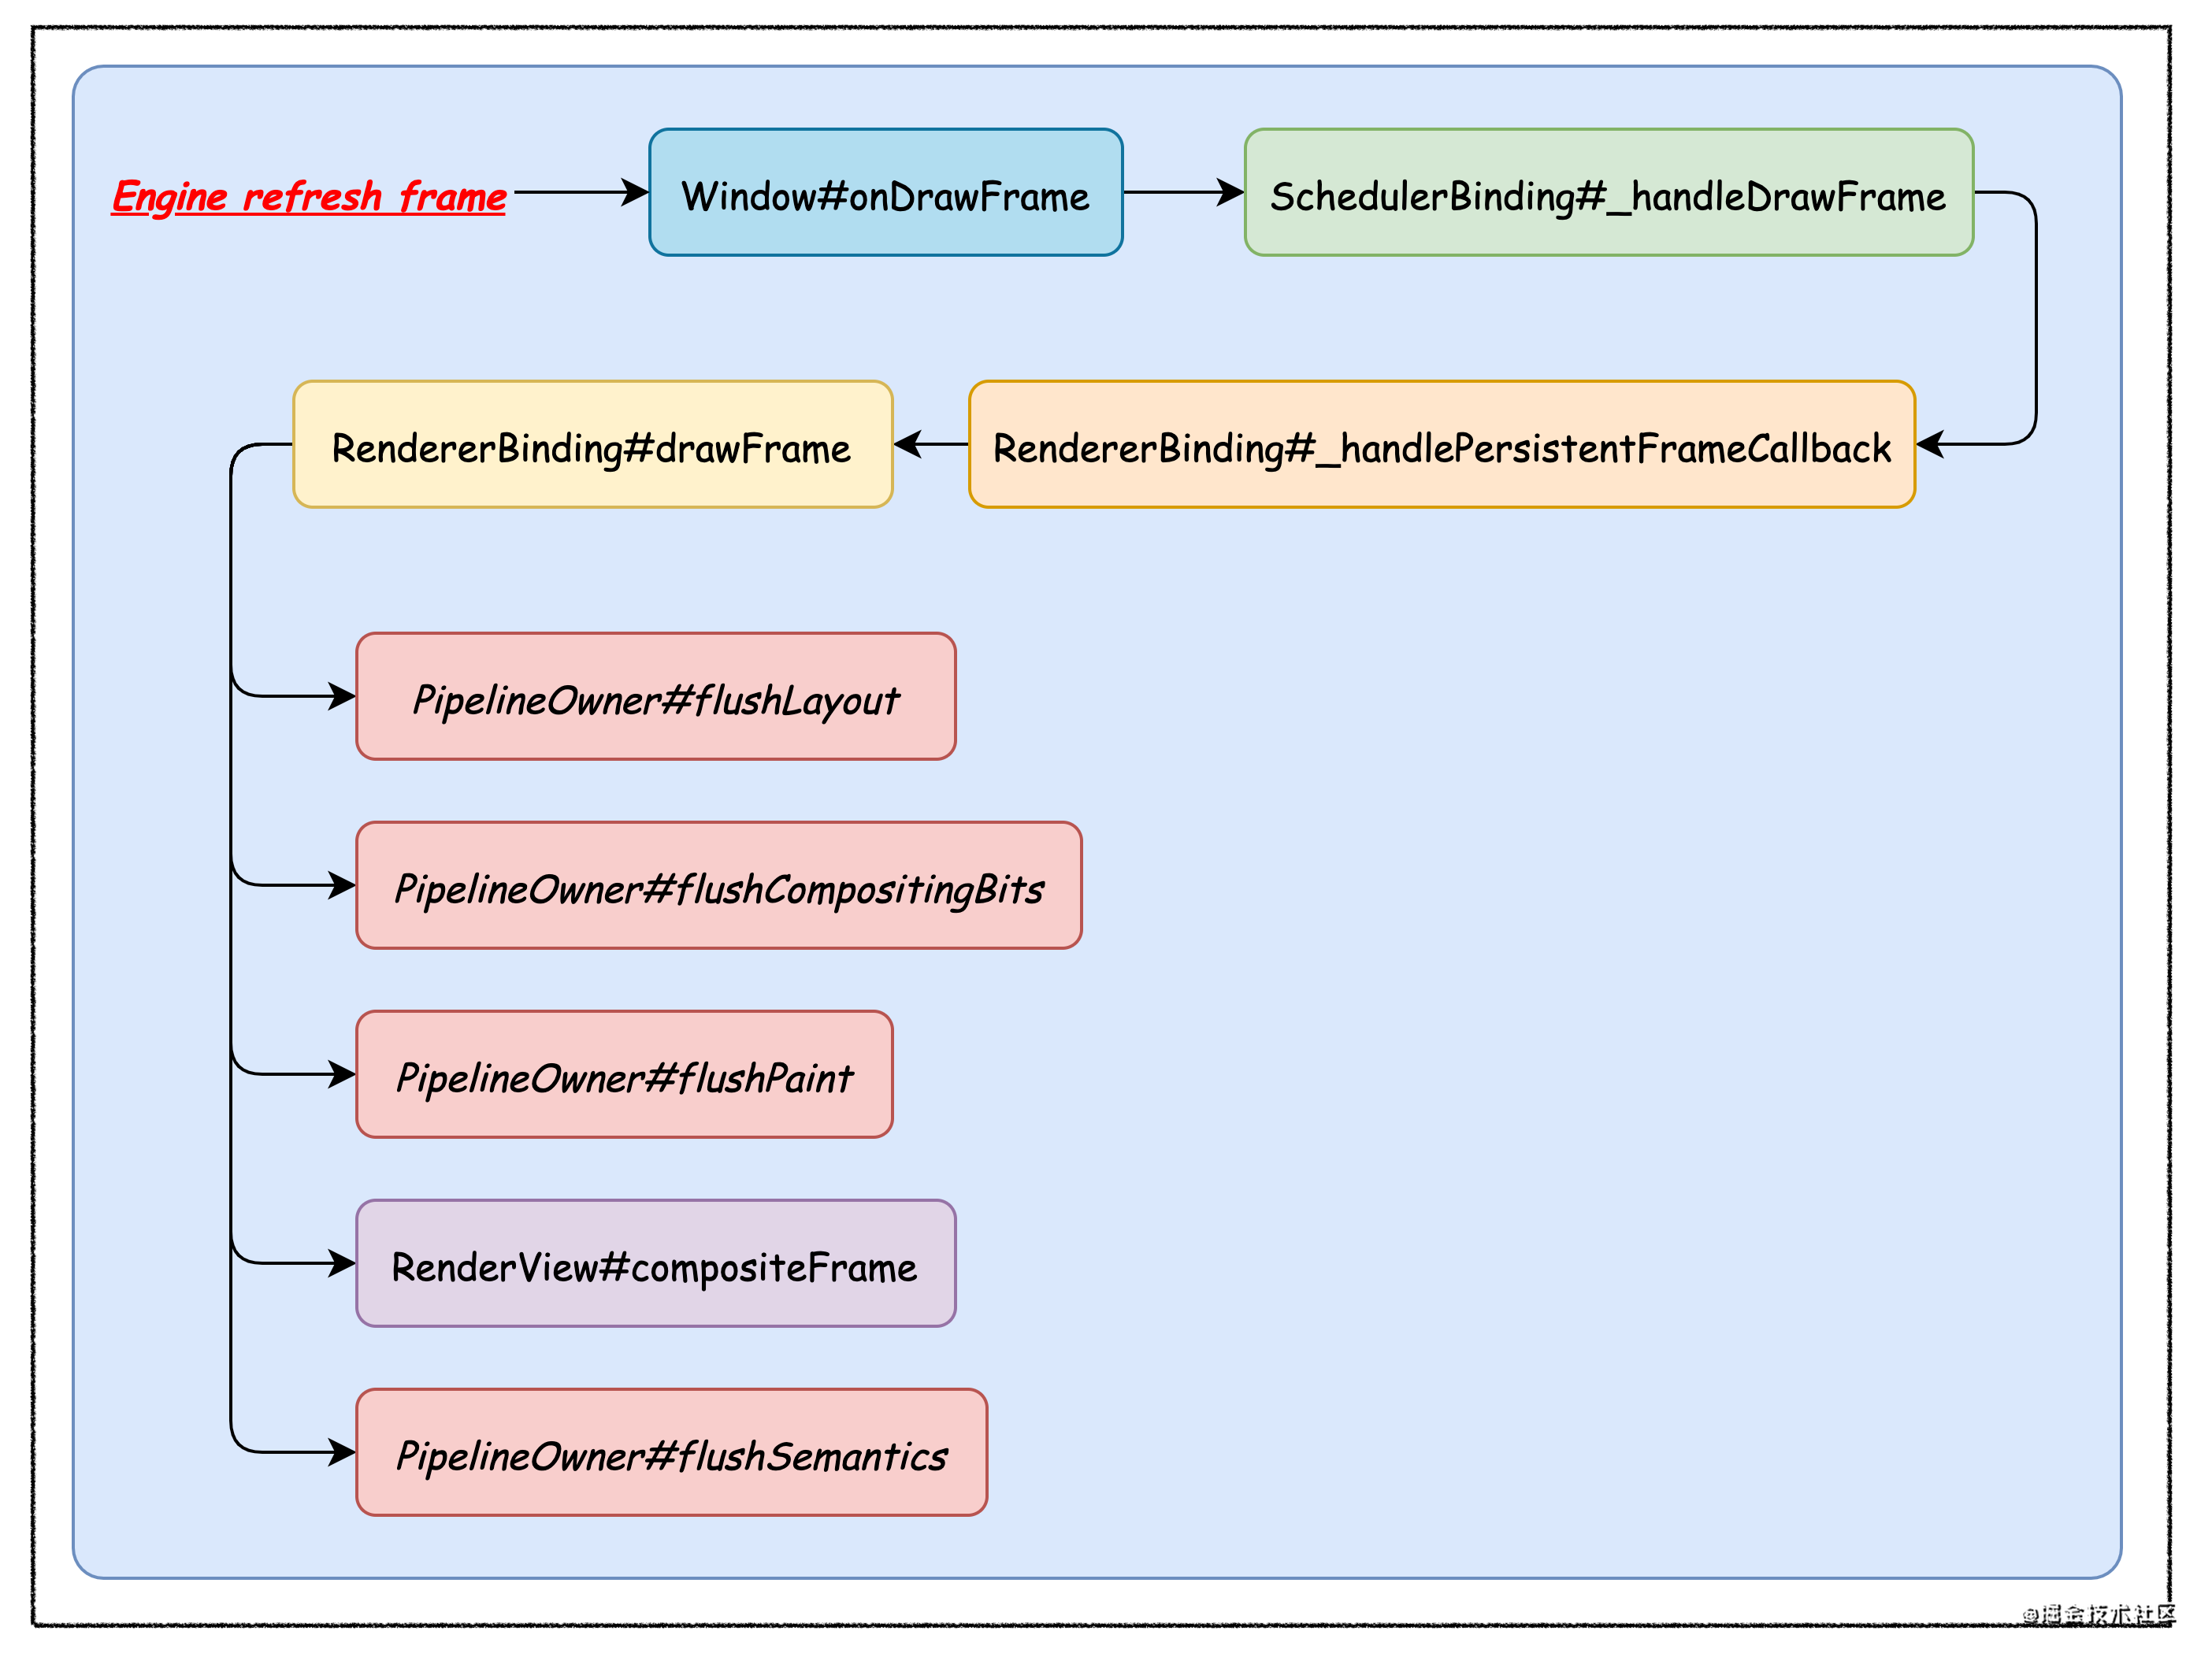 Engine refresh frame
Window#onDrawFrame
SchedulerBinding#_handleDrawFrame
RendererBinding#drawFrame
RendererBinding#_handlePersistentFrameCallback
PipelineOwner#flushLayout
PipelineOwner#flushCompositingBits
PipelineOwner#flushPaint
RenderView#compositeFrame
PipelineOwner#flushSemantics
@掘金技术社区